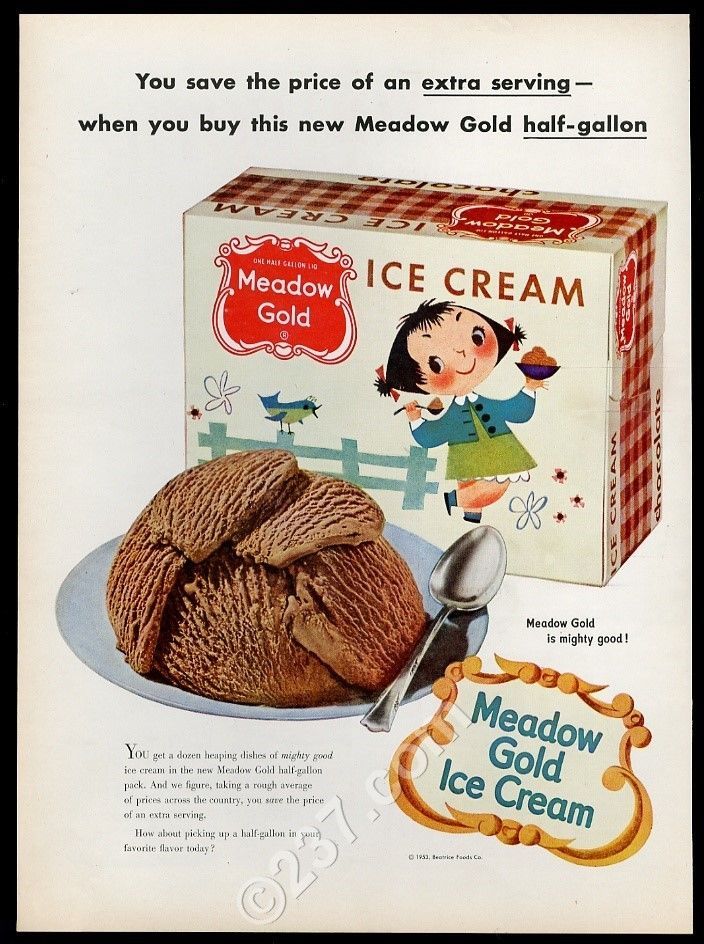 You save the price of an extra serving—
when you buy this new Meadow Gold half-gallon
chocolate
ICE CREAM
ICE CREAM
Meadow
Gold
ONE HALF GALLON LIQ
Meadow
Gold
®
ICE CREAM
Meadow
Gold
ICE CREAM
chocolate
Meadow Gold
is mighty good!
Meadow
Gold
Ice Cream
YOU get a dozen heaping dishes of mighty good
ice cream in the new Meadow Gold half-gallon
pack. And we figure, taking a rough average
of prices across the country, you save the price
of an extra serving.
How about picking up a half-gallon in your
favorite flavor today?
© 1953, Beatrice Foods Co.
©237.com